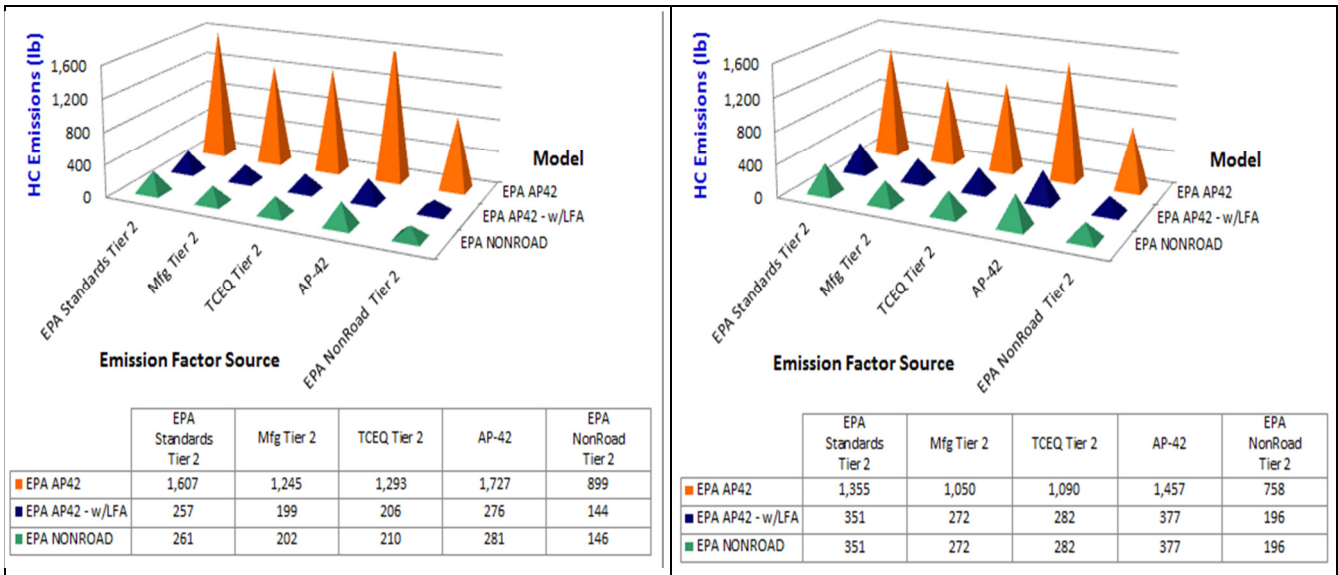 HC Emissions (lb)
1,600
1,200
800
400
0
Model
EPA AP42
EPA AP42 - w/LFA
EPA NONROAD
EPA Standards Tier 2
Mfg Tier 2
TCEQ Tier 2
AP-42
EPA NonRoad Tier 2
Emission Factor Source
EPA
Standards
Tier 2
Mfg Tier 2
TCEQ Tier 2
AP-42
EPA
NonRoad
Tier 2
EPA AP42 1,607 1,245 1,293 1,727 899
EPA AP42 - w/LFA 257 199 206 276 144
EPA NONROAD 261 202 210 281 146
HC Emissions (lb)
1,600
1,200
800
400
0
Model
EPA AP42
EPA AP42 - w/LFA
EPA NONROAD
EPA Standards Tier 2
Mfg Tier 2
TCEQ Tier 2
AP-42
EPA NonRoad Tier 2
Emission Factor Source
EPA
Standards
Tier 2
Mfg Tier 2
TCEQ Tier 2
AP-42
EPA
NonRoad
Tier 2
EPA AP42 1,355 1,050 1,090 1,457 758
EPA AP42 - w/LFA 351 272 282 377 196
EPA NONROAD 351 272 282 377 196